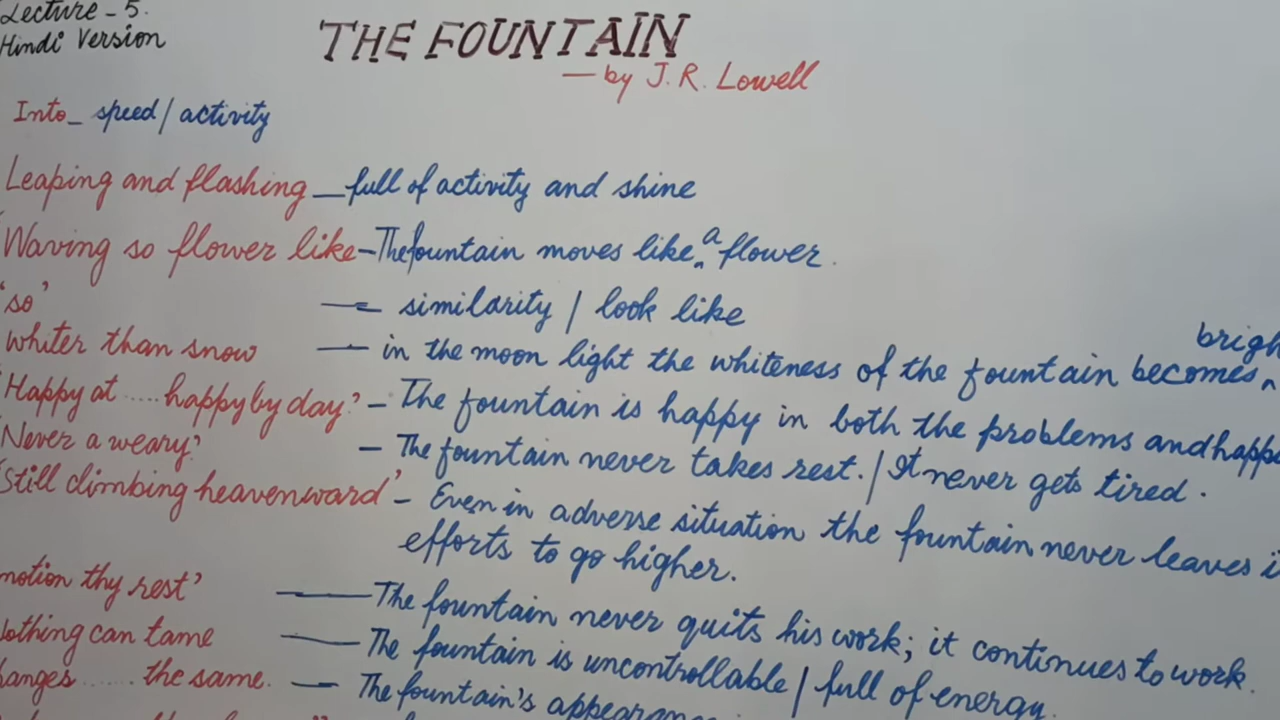 Lecture - 5.
Hindi Version
THE FOUNTAIN
— by J. R. Lowell
Into_ speed / activity
Leaping and flashing — full of activity and shine
'Waving so flower like - The fountain moves like a flower.
'so' — similarity / look like
whiter than snow — in the moon light the whiteness of the fountain becomes brigh
'Happy at ..... happy by day' - The fountain is happy in both the problems and happ
'Never a weary' - The fountain never takes rest. / It never gets tired.
'Still climbing heavenward' - Even in adverse situation the fountain never leaves i
efforts to go higher.
motion thy rest' — The fountain never quits his work; it continues to work.
Nothing can tame — The fountain is uncontrollable / full of energy.
hanges ...... the same. — The fountain's appearan